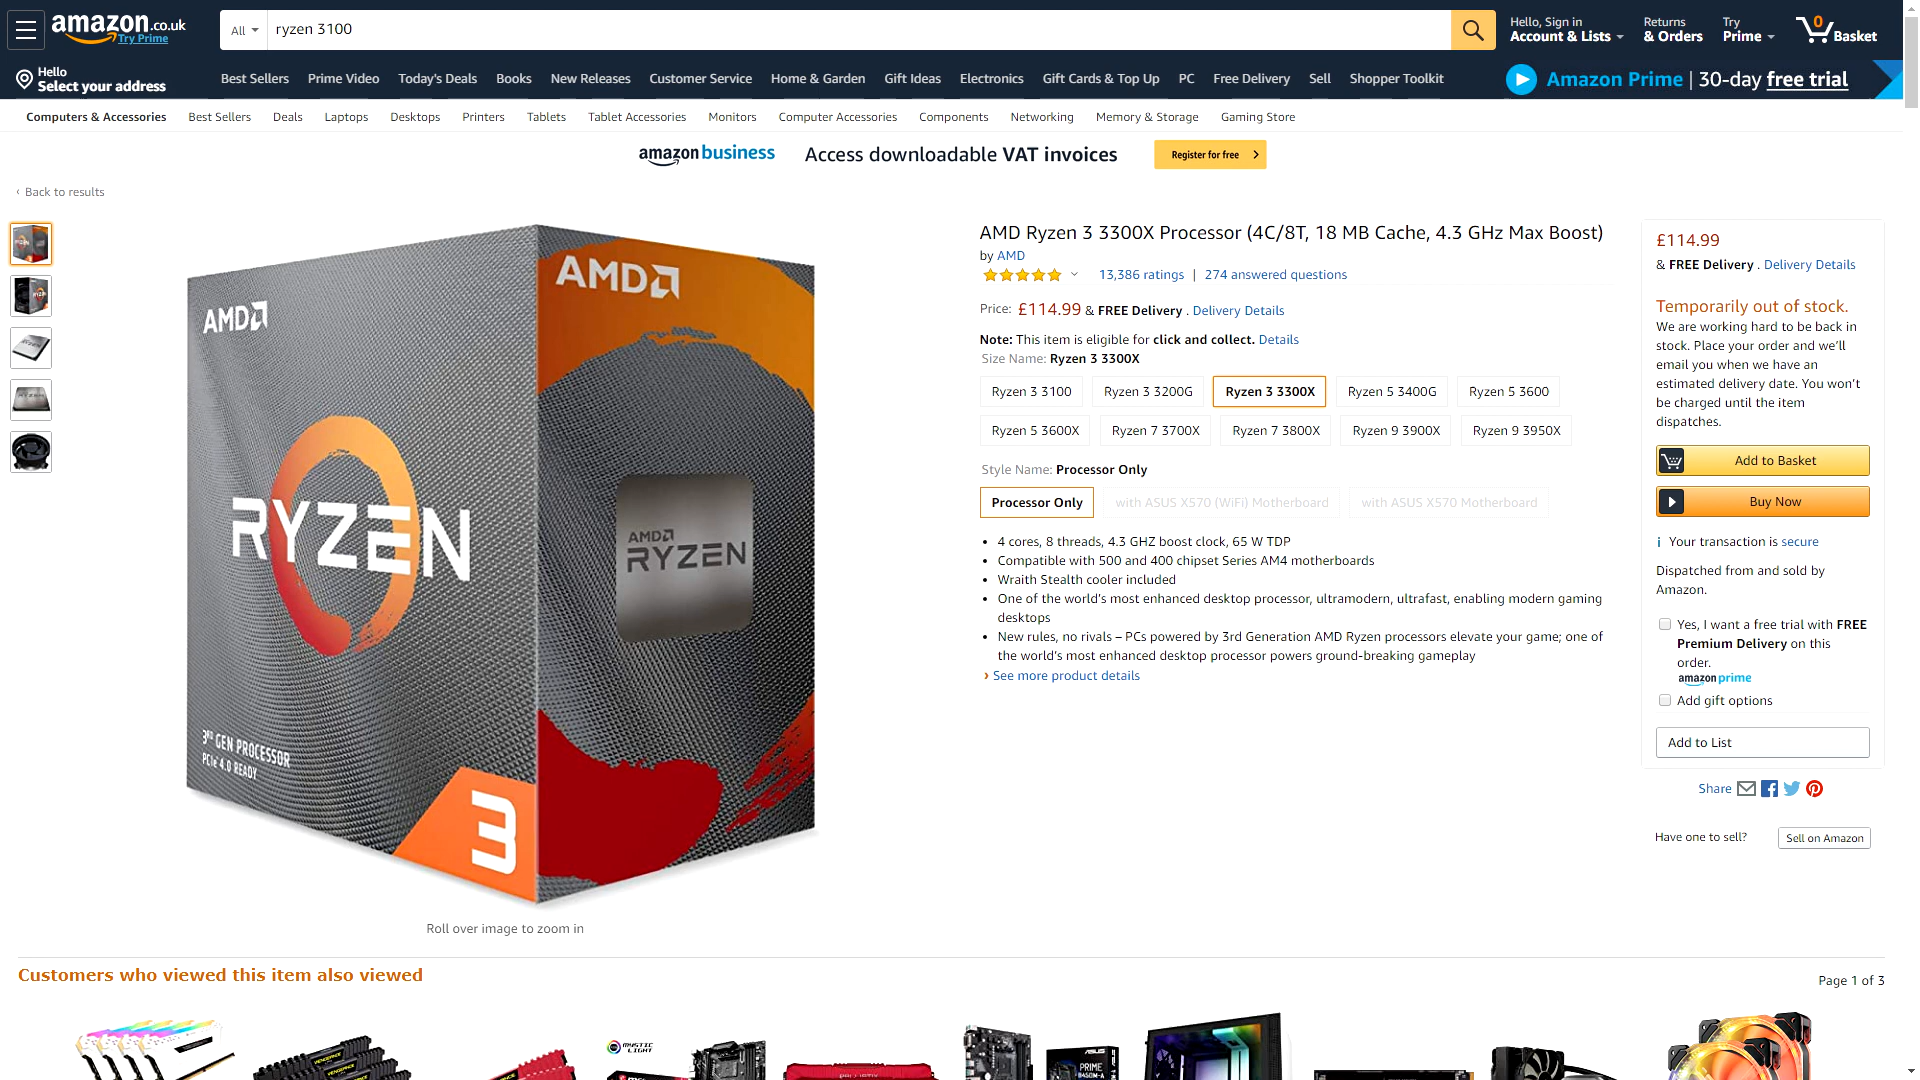 amazon.co.uk
Try Prime
All
ryzen 3100
Hello, Sign in
Account & Lists
Returns
& Orders
Try
Prime
0
Basket
Hello
Select your address
Best Sellers Prime Video Today's Deals Books New Releases Customer Service Home & Garden Gift Ideas Electronics Gift Cards & Top Up PC Free Delivery Sell Shopper Toolkit
Amazon Prime | 30-day free trial
Computers & Accessories Best Sellers Deals Laptops Desktops Printers Tablets Tablet Accessories Monitors Computer Accessories Components Networking Memory & Storage Gaming Store
amazon business Access downloadable VAT invoices Register for free
‹ Back to results
AMD
AMD
RYZEN
AMD
RYZEN
3RD GEN PROCESSOR
PCIe 4.0 READY
3
Roll over image to zoom in
AMD Ryzen 3 3300X Processor (4C/8T, 18 MB Cache, 4.3 GHz Max Boost)
by AMD
13,386 ratings | 274 answered questions
Price: £114.99 & FREE Delivery . Delivery Details
Note: This item is eligible for click and collect. Details
Size Name: Ryzen 3 3300X
Ryzen 3 3100 Ryzen 3 3200G Ryzen 3 3300X Ryzen 5 3400G Ryzen 5 3600
Ryzen 5 3600X Ryzen 7 3700X Ryzen 7 3800X Ryzen 9 3900X Ryzen 9 3950X
Style Name: Processor Only
Processor Only with ASUS X570 (WiFi) Motherboard with ASUS X570 Motherboard
• 4 cores, 8 threads, 4.3 GHZ boost clock, 65 W TDP
• Compatible with 500 and 400 chipset Series AM4 motherboards
• Wraith Stealth cooler included
• One of the world's most enhanced desktop processor, ultramodern, ultrafast, enabling modern gaming
desktops
• New rules, no rivals – PCs powered by 3rd Generation AMD Ryzen processors elevate your game; one of
the world's most enhanced desktop processor powers ground-breaking gameplay
› See more product details
£114.99
& FREE Delivery . Delivery Details
Temporarily out of stock.
We are working hard to be back in
stock. Place your order and we'll
email you when we have an
estimated delivery date. You won't
be charged until the item
dispatches.
Add to Basket
Buy Now
Your transaction is secure
Dispatched from and sold by
Amazon.
Yes, I want a free trial with FREE
Premium Delivery on this
order.
amazon prime
Add gift options
Add to List
Share
Have one to sell? Sell on Amazon
Customers who viewed this item also viewed
Page 1 of 3
MYSTIC
LIGHT
VENGEANCE
VENGEANCE
ASUS
PRIME
B450M-A